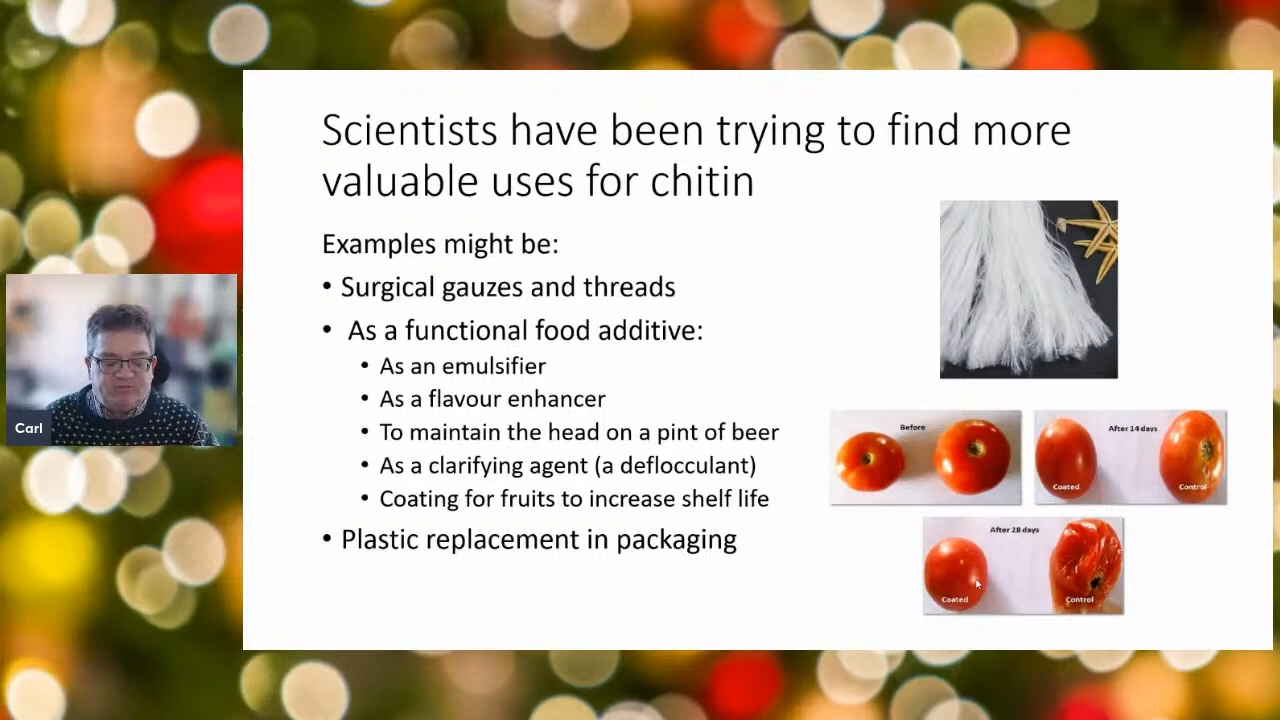 Scientists have been trying to find more
valuable uses for chitin
Examples might be:
• Surgical gauzes and threads
• As a functional food additive:
• As an emulsifier
• As a flavour enhancer
• To maintain the head on a pint of beer
• As a clarifying agent (a deflocculant)
• Coating for fruits to increase shelf life
• Plastic replacement in packaging
Before
After 14 days
Coated
Control
After 28 days
Coated
Control
Carl